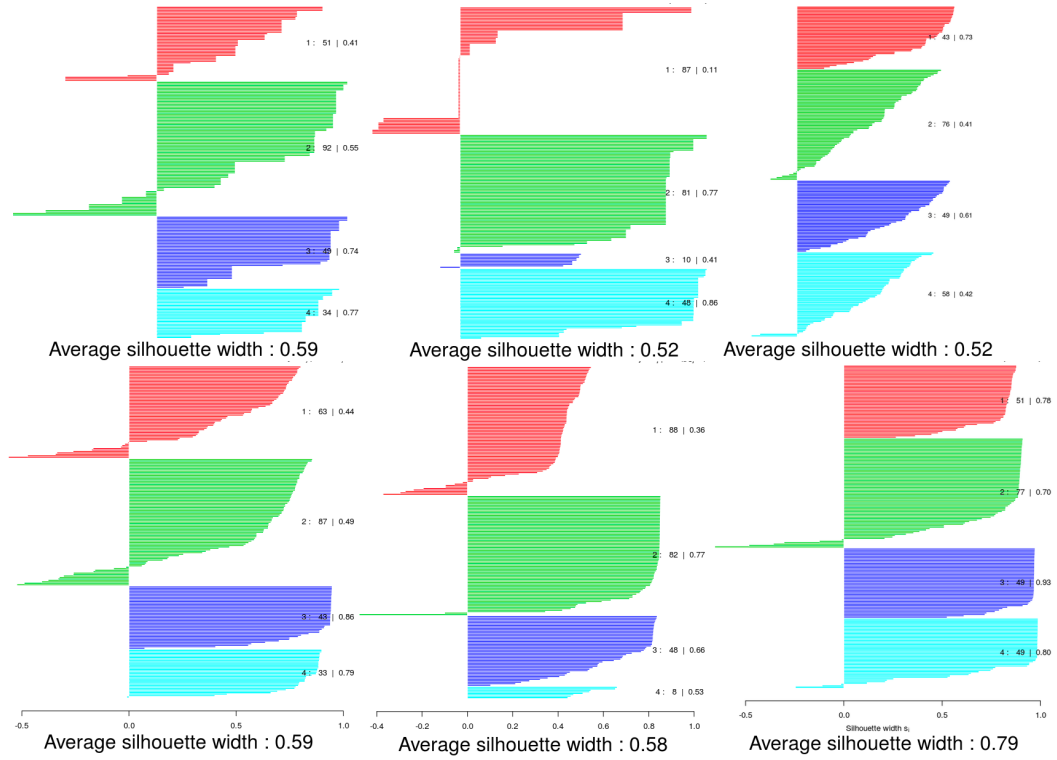 1 : 51 | 0.41
2 : 92 | 0.55
3 : 49 | 0.74
4 : 34 | 0.77
Average silhouette width : 0.59
1 : 87 | 0.11
2 : 81 | 0.77
3 : 10 | 0.41
4 : 48 | 0.86
Average silhouette width : 0.52
1 : 43 | 0.73
2 : 76 | 0.41
3 : 49 | 0.61
4 : 58 | 0.42
Average silhouette width : 0.52
1 : 63 | 0.44
2 : 87 | 0.49
3 : 43 | 0.86
4 : 33 | 0.79
-0.5 0.0 0.5 1.0
Average silhouette width : 0.59
1 : 88 | 0.36
2 : 82 | 0.77
3 : 48 | 0.66
4 : 8 | 0.53
-0.4 -0.2 0.0 0.2 0.4 0.6 0.8 1.0
Average silhouette width : 0.58
1 : 51 | 0.78
2 : 77 | 0.70
3 : 49 | 0.93
4 : 49 | 0.80
-0.5 0.0 0.5 1.0
Silhouette width si
Average silhouette width : 0.79